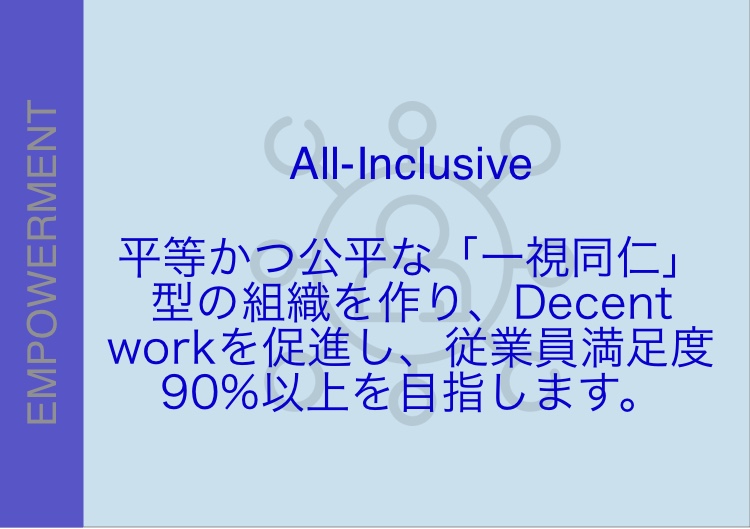 EMPOWERMENT
All-Inclusive
平等かつ公平な「一視同仁」
型の組織を作り、Decent
workを促進し、従業員満足度
90%以上を目指します。